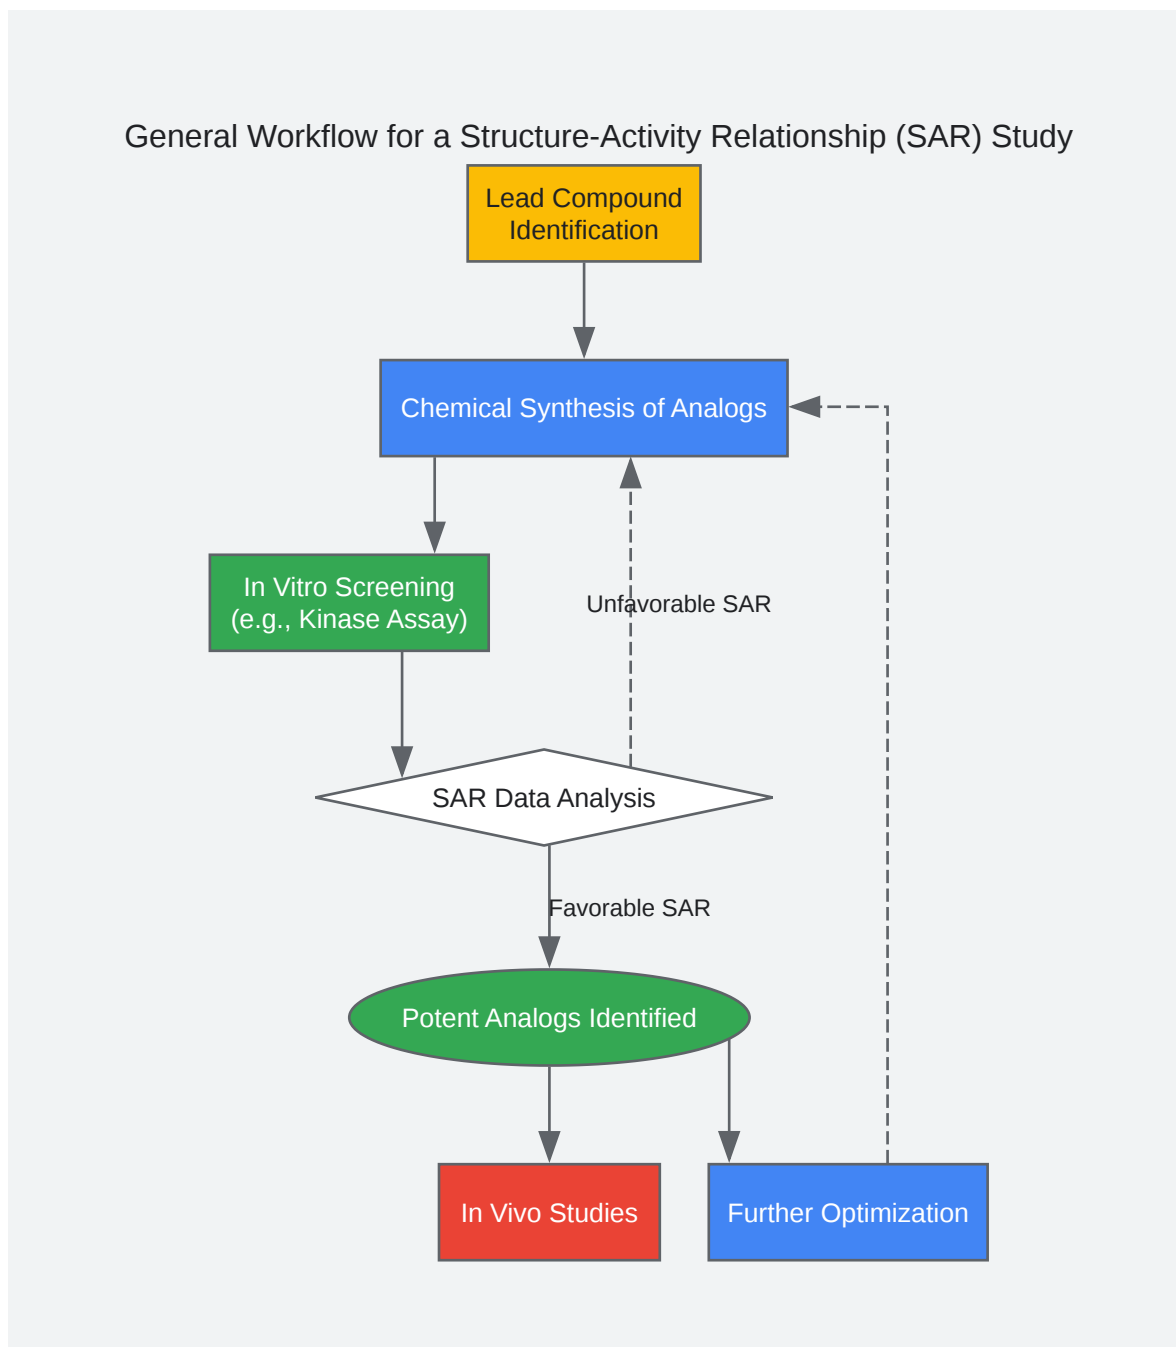 General Workflow for a Structure-Activity Relationship (SAR) Study
Lead Compound
Identification
Chemical Synthesis of Analogs
In Vitro Screening
(e.g., Kinase Assay)
Unfavorable SAR
SAR Data Analysis
Favorable SAR
Potent Analogs Identified
In Vivo Studies
Further Optimization